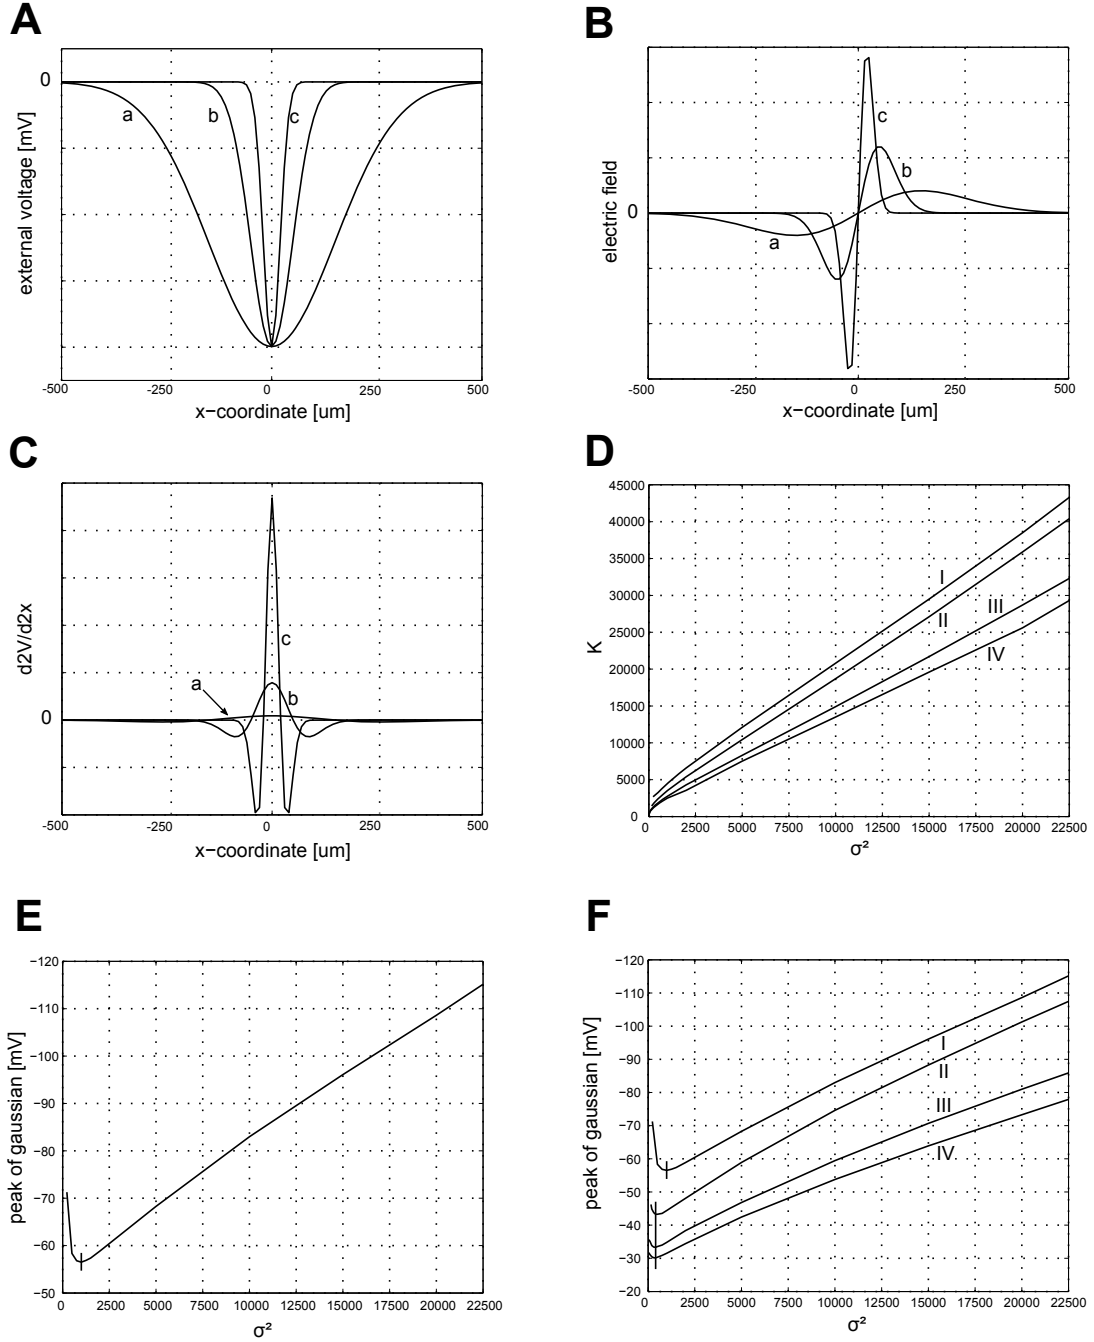 A
0
external voltage [mV]
a
b
c
-500
-250
0
250
500
x−coordinate [um]
B
0
electric field
c
b
a
-500
-250
0
250
500
x−coordinate [um]
C
0
d2V/d2x
a
b
c
-500
-250
0
250
500
x−coordinate [um]
D
45000
40000
35000
30000
25000
20000
15000
10000
5000
0
K
I
II
III
IV
0
2500
5000
7500
10000
12500
15000
17500
20000
22500
σ²
E
−120
−110
−100
−90
−80
−70
−60
−50
peak of gaussian [mV]
0
2500
5000
7500
10000
12500
15000
17500
20000
22500
σ²
F
−120
−110
−100
−90
−80
−70
−60
−50
−40
−30
−20
peak of gaussian [mV]
I
II
III
IV
0
2500
5000
7500
10000
12500
15000
17500
20000
22500
σ²